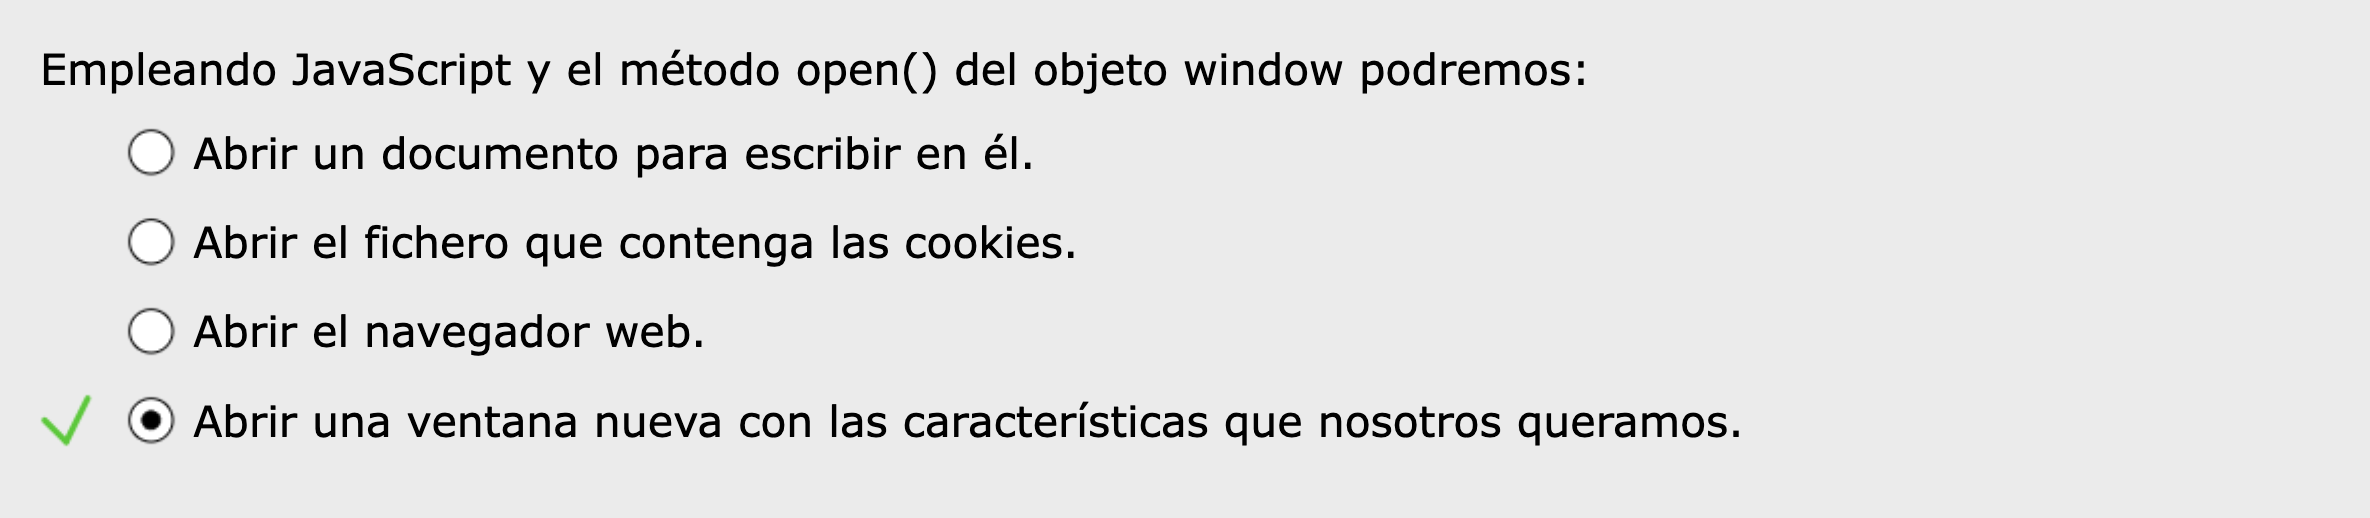 Empleando JavaScript y el método open() del objeto window podremos:
Abrir un documento para escribir en él.
Abrir el fichero que contenga las cookies.
Abrir el navegador web.
Abrir una ventana nueva con las características que nosotros queramos.